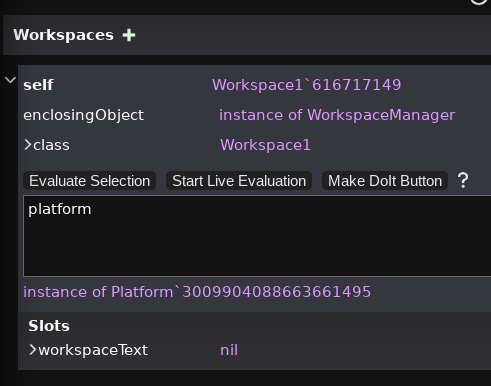 Workspaces +
self Workspace1`616717149
enclosingObject instance of WorkspaceManager
class Workspace1
Evaluate Selection Start Live Evaluation Make DoIt Button ?
platform
instance of Platform`3009904088663661495
Slots
workspaceText nil